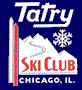 Tatry
SKI CLUB
CHICAGO, IL.